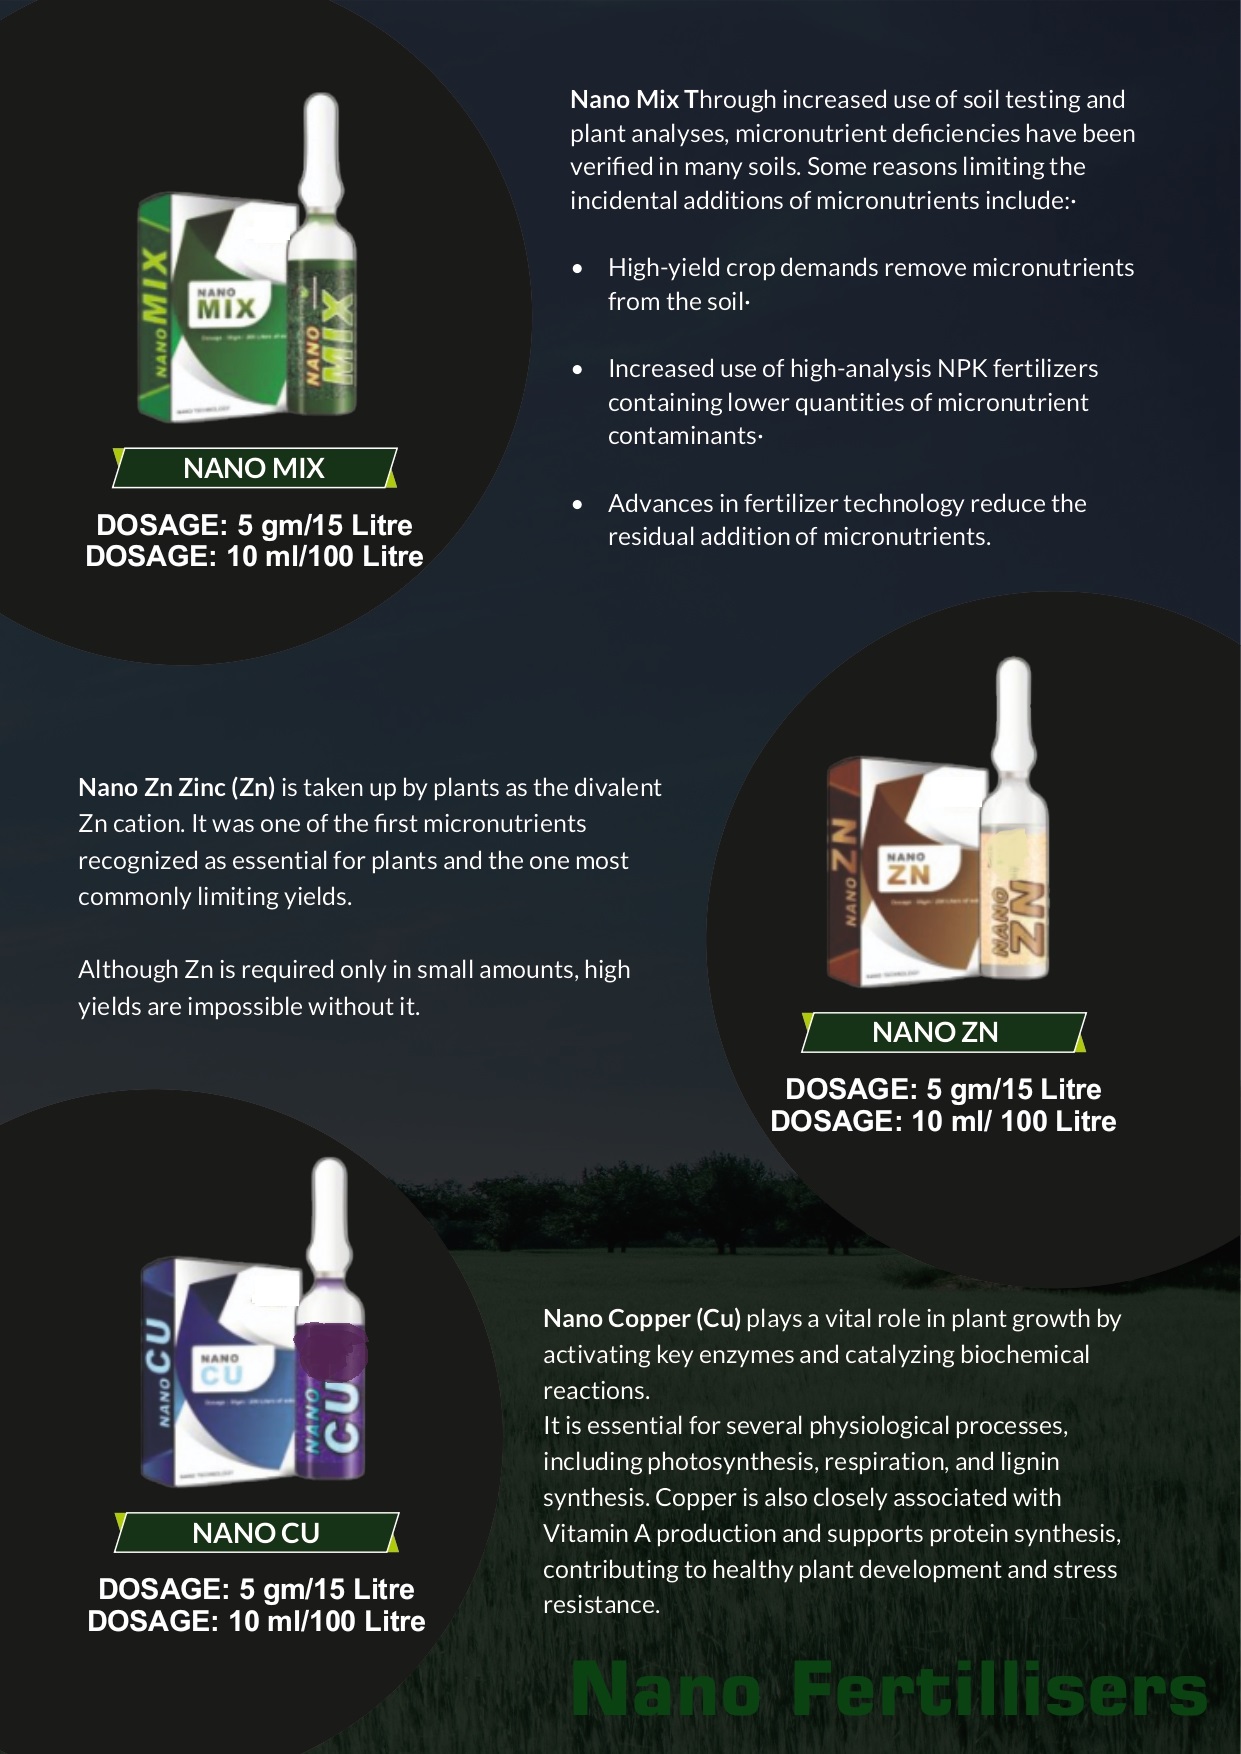 Nano Mix Through increased use of soil testing and
plant analyses, micronutrient deficiencies have been
verified in many soils. Some reasons limiting the
incidental additions of micronutrients include:·
• High-yield crop demands remove micronutrients
from the soil·
• Increased use of high-analysis NPK fertilizers
containing lower quantities of micronutrient
contaminants·
• Advances in fertilizer technology reduce the
residual addition of micronutrients.
NANO MIX
NANO
MIX
NANO MIX
NANO MIX
DOSAGE: 5 gm/15 Litre
DOSAGE: 10 ml/100 Litre
Nano Zn Zinc (Zn) is taken up by plants as the divalent
Zn cation. It was one of the first micronutrients
recognized as essential for plants and the one most
commonly limiting yields.
Although Zn is required only in small amounts, high
yields are impossible without it.
NANO ZN
NANO
ZN
NANO ZN
NANO ZN
DOSAGE: 5 gm/15 Litre
DOSAGE: 10 ml/ 100 Litre
NANO CU
NANO
CU
NANO CU
NANO CU
DOSAGE: 5 gm/15 Litre
DOSAGE: 10 ml/100 Litre
Nano Copper (Cu) plays a vital role in plant growth by
activating key enzymes and catalyzing biochemical
reactions.
It is essential for several physiological processes,
including photosynthesis, respiration, and lignin
synthesis. Copper is also closely associated with
Vitamin A production and supports protein synthesis,
contributing to healthy plant development and stress
resistance.
Nano Fertillisers